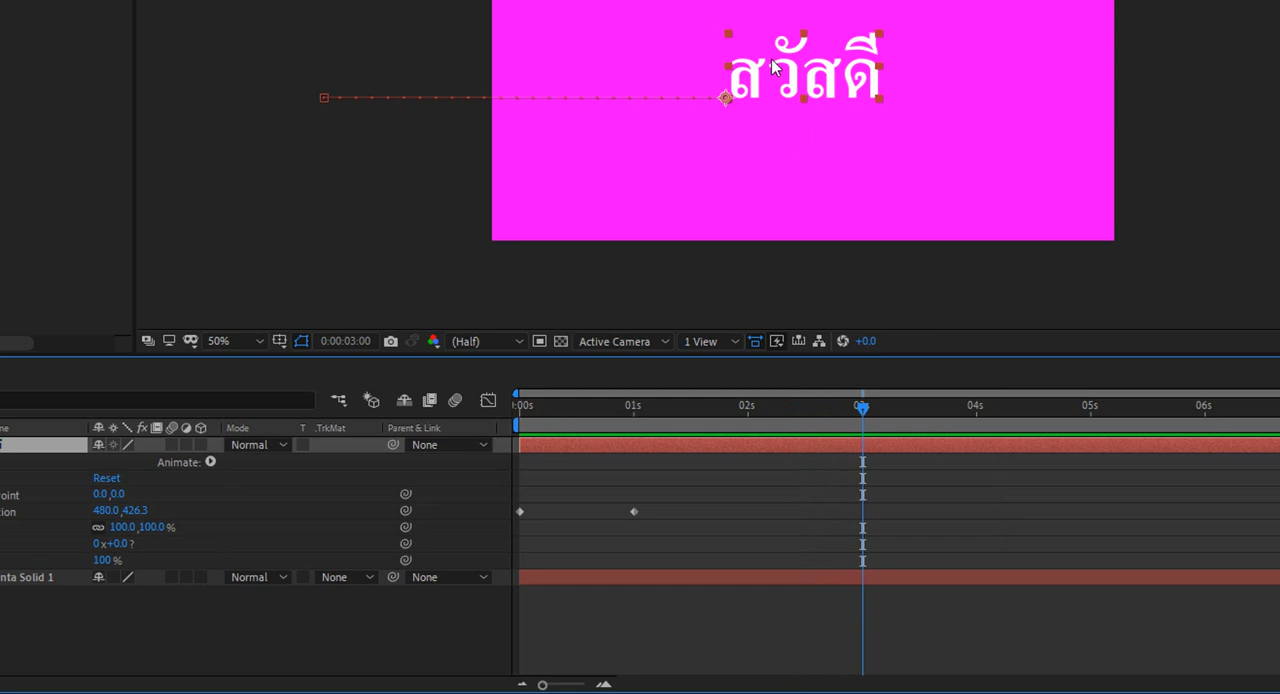 สวัสดี
50%
0:00:03:00
(Half)
Active Camera
1 View
+0.0
:00s 01s 02s 04s 05s 06s
me
Mode
T .TrkMat
Parent & Link
Normal
None
Animate:
Reset
oint
0.0,0.0
ion
480.0,426.3
100.0,100.0 %
0 x+0.0 ?
100 %
nta Solid 1
Normal
None
None